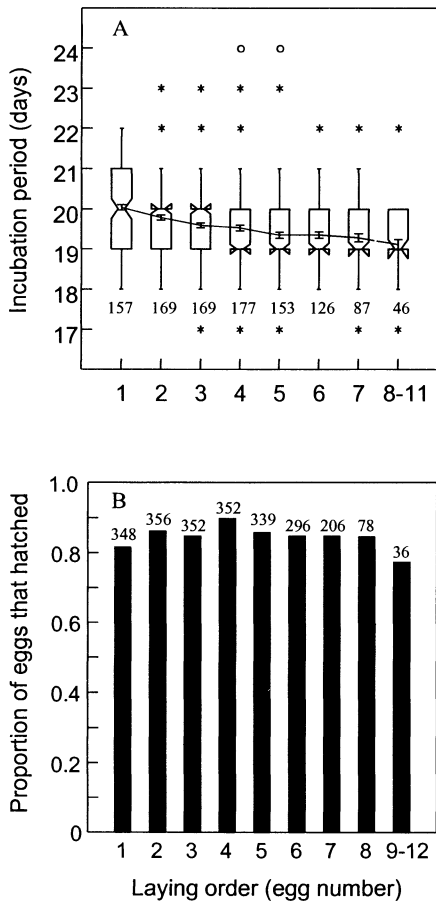 A
Incubation period (days)
25
24
23
22
21
20
19
18
17
157 169 169 177 153 126 87 46
1 2 3 4 5 6 7 8-11
B
Proportion of eggs that hatched
1.0
0.8
0.6
0.4
0.2
0
348 356 352 352 339 296 206 78 36
1 2 3 4 5 6 7 8 9-12
Laying order (egg number)